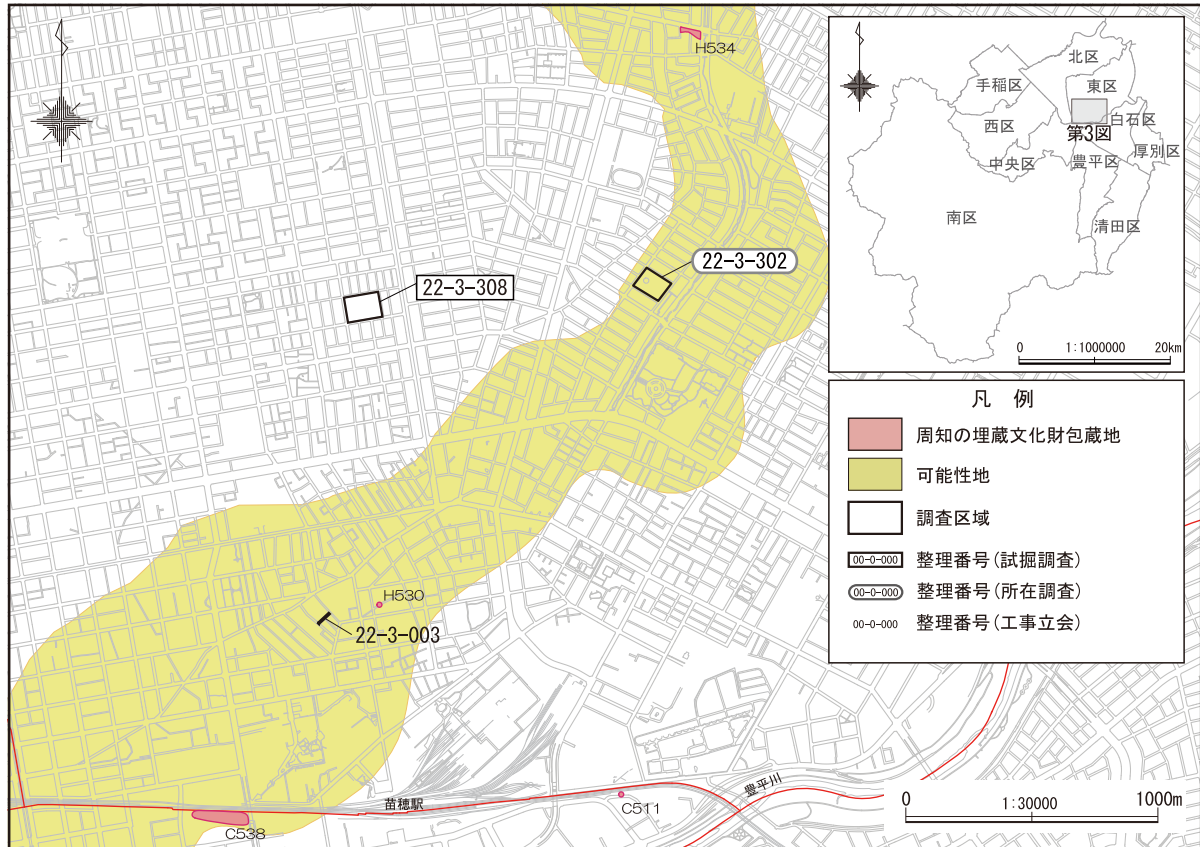 H534
22-3-302
22-3-308
H530
22-3-003
苗穂駅
豊平川
C511
C538
0
1:30000
1000m
北区
手稲区
東区
西区
白石区
第3図
中央区
豊平区
厚別区
南区
清田区
0
1:1000000
20km
凡 例
周知の埋蔵文化財包蔵地
可能性地
調査区域
00-0-000 整理番号(試掘調査)
00-0-000 整理番号(所在調査)
00-0-000 整理番号(工事立会)